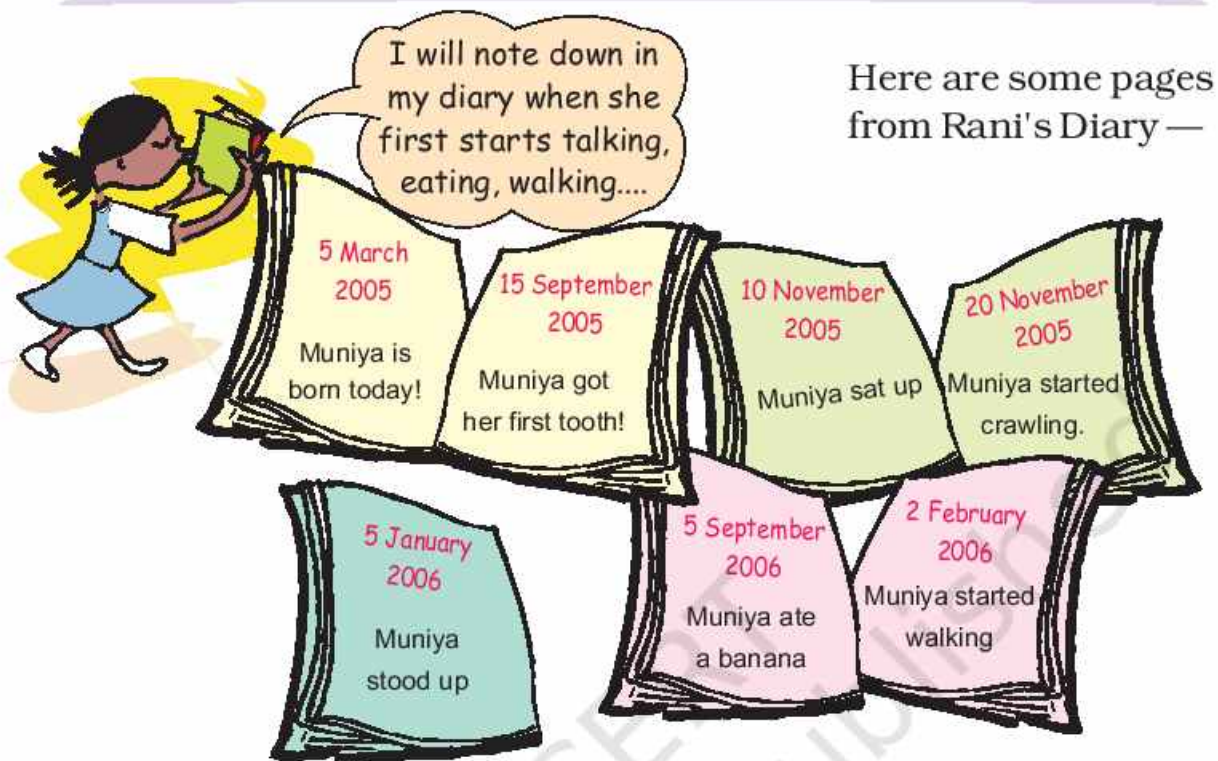 I will note down in
my diary when she
first starts talking,
eating, walking....
Here are some pages
from Rani's Diary —
5 March
2005
Muniya is
born today!
15 September
2005
Muniya got
her first tooth!
10 November
2005
Muniya sat up
20 November
2005
Muniya started
crawling.
5 January
2006
Muniya
stood up
5 September
2006
Muniya ate
a banana
2 February
2006
Muniya started
walking